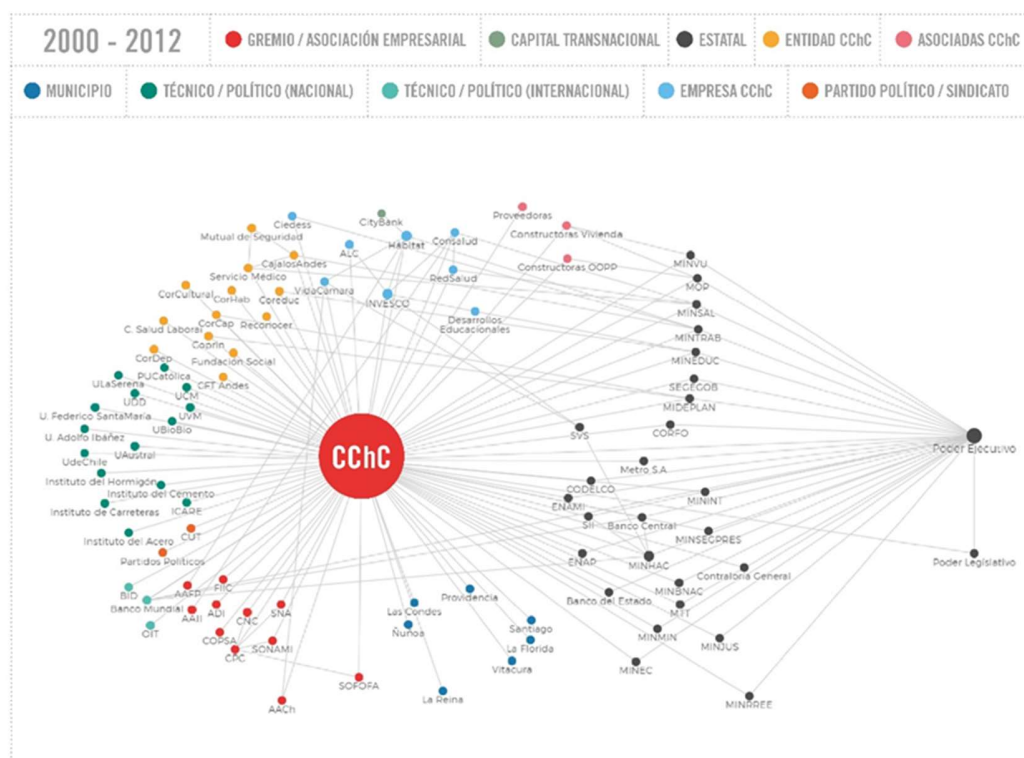 2000 - 2012
GREMIO / ASOCIACIÓN EMPRESARIAL
CAPITAL TRANSNACIONAL
ESTATAL
ENTIDAD CChC
ASOCIADAS CChC
MUNICIPIO
TÉCNICO / POLÍTICO (NACIONAL)
TÉCNICO / POLÍTICO (INTERNACIONAL)
EMPRESA CChC
PARTIDO POLÍTICO / SINDICATO
Proveedoras
CityBank
Ciedess
Constructoras Vivienda
Mutual de Seguridad
Habitat
Consalud
ALC
CajalosAndes
MINVU
Constructoras OOPP
Servicio Médico
RedSalud
MOP
CorCultural
CorHab
Coreduc
VidaCámara
INVESCO
MINSAL
C. Salud Laboral
CorCap
Reconocer
Desarrollos
Educacionales
MINTRAB
Coprin
CorDep
Fundación Social
MINEDUC
PUCatólica
ULaSerena
CFT Andes
SEGEGOB
UCM
UDD
MIDEPLAN
U. Federico SantaMaría
UVM
UBioBio
SVS
CORFO
U. Adolfo Ibáñez
CChC
Poder Ejecutivo
UAustral
UdeChile
Metro S.A
Instituto del Hormigón
CODELCO
Instituto del Cemento
MININT
ENAMI
Instituto de Carreteras
ICARE
SII
Banco Central
CUT
Instituto del Acero
MINSEGPRES
Partidos Políticos
ENAP
MINHAC
Poder Legislativo
Contraloria General
BID
AAFP
FIIC
MINBNAC
Banco Mundial
Providencia
Banco del Estado
AAII
ADI
CNC
SNA
Las Condes
MTT
OIT
Ñuñoa
Santiago
COPSA
SONAMI
La Florida
MINMIN
MINJUS
CPC
Vitacura
MINEC
SOFOFA
La Reina
MINRREE
AACh